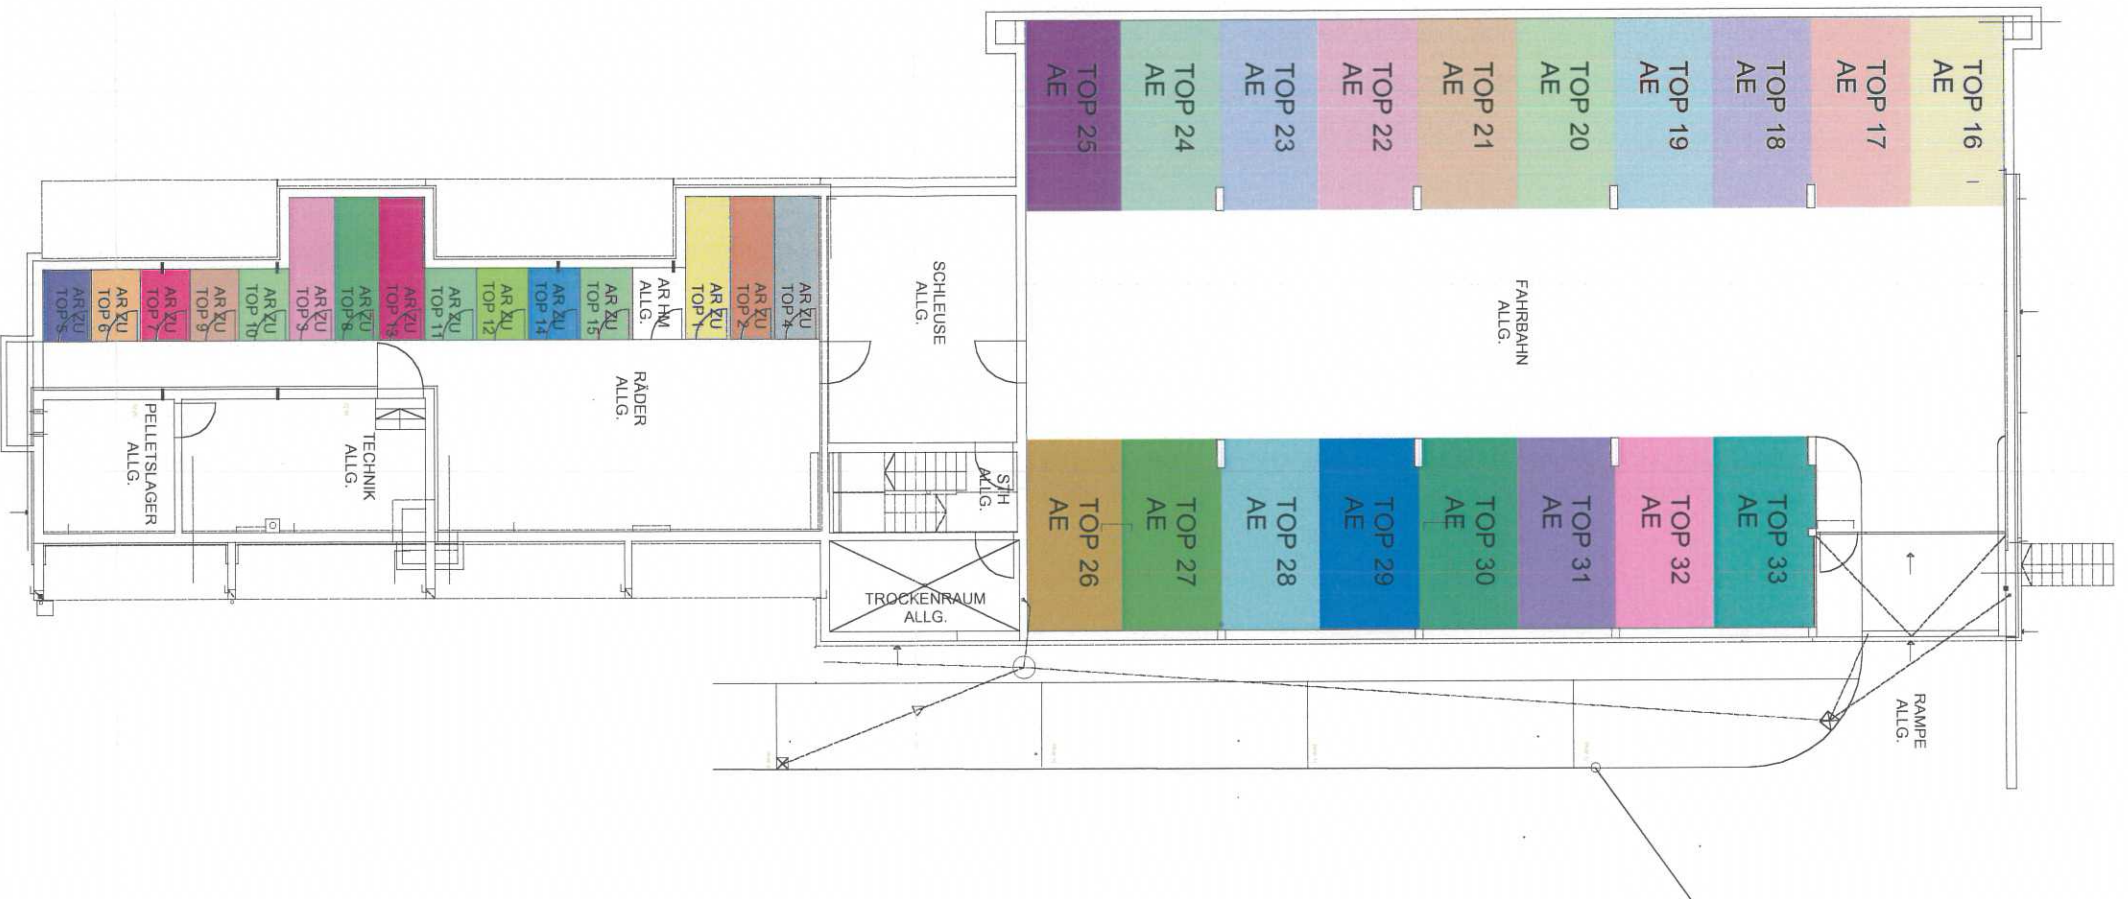 TOP 25
AE
TOP 24
AE
TOP 23
AE
TOP 22
AE
TOP 21
AE
TOP 20
AE
TOP 19
AE
TOP 18
AE
TOP 17
AE
TOP 16
AE
AR ZU
TOP 5
AR ZU
TOP 6
AR ZU
TOP 7
AR ZU
TOP 9
AR ZU
TOP 10
AR ZU
TOP 3
AR ZU
TOP 8
AR ZU
TOP 13
AR ZU
TOP 11
AR ZU
TOP 12
AR ZU
TOP 14
AR ZU
TOP 15
AR HM
ALLG.
AR ZU
TOP 1
AR ZU
TOP 2
AR ZU
TOP 4
SCHLEUSE
ALLG.
FAHRBAHN
ALLG.
RÄDER
ALLG.
PELLETSLAGER
ALLG.
TECHNIK
ALLG.
STH
ALLG.
TROCKENRAUM
ALLG.
TOP 26
AE
TOP 27
AE
TOP 28
AE
TOP 29
AE
TOP 30
AE
TOP 31
AE
TOP 32
AE
TOP 33
AE
RAMPE
ALLG.